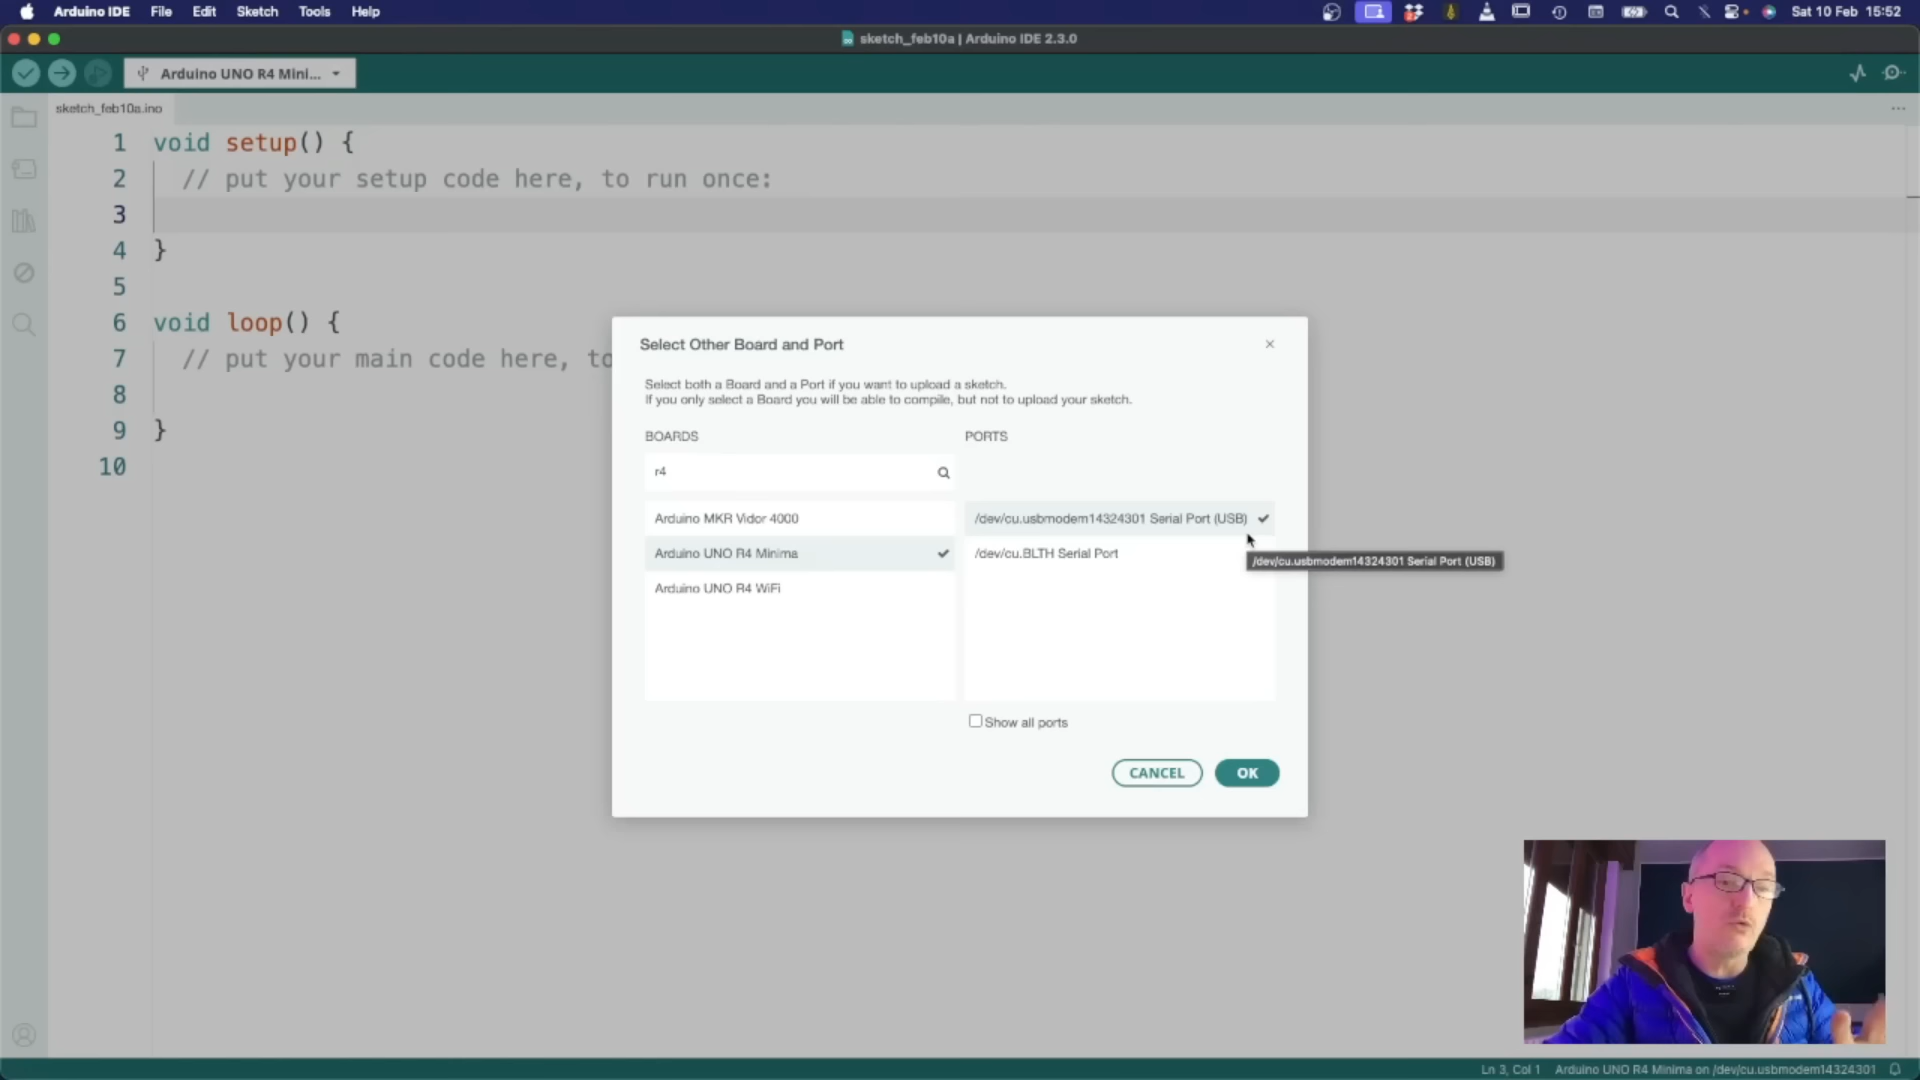 Arduino IDE File Edit Sketch Tools Help Sat 10 Feb 15:52
sketch_feb10a | Arduino IDE 2.3.0
Arduino UNO R4 Mini...
sketch_feb10a.ino
1 void setup() {
2 // put your setup code here, to run once:
3
4 }
5
6 void loop() {
7 // put your main code here, to
8
9 }
10
Select Other Board and Port
Select both a Board and a Port if you want to upload a sketch.
If you only select a Board you will be able to compile, but not to upload your sketch.
BOARDS PORTS
r4
Arduino MKR Vidor 4000
Arduino UNO R4 Minima
Arduino UNO R4 WiFi
/dev/cu.usbmodem14324301 Serial Port (USB)
/dev/cu.BLTH Serial Port
/dev/cu.usbmodem14324301 Serial Port (USB)
Show all ports
CANCEL OK
Ln 3, Col 1 Arduino UNO R4 Minima on /dev/cu.usbmodem14324301